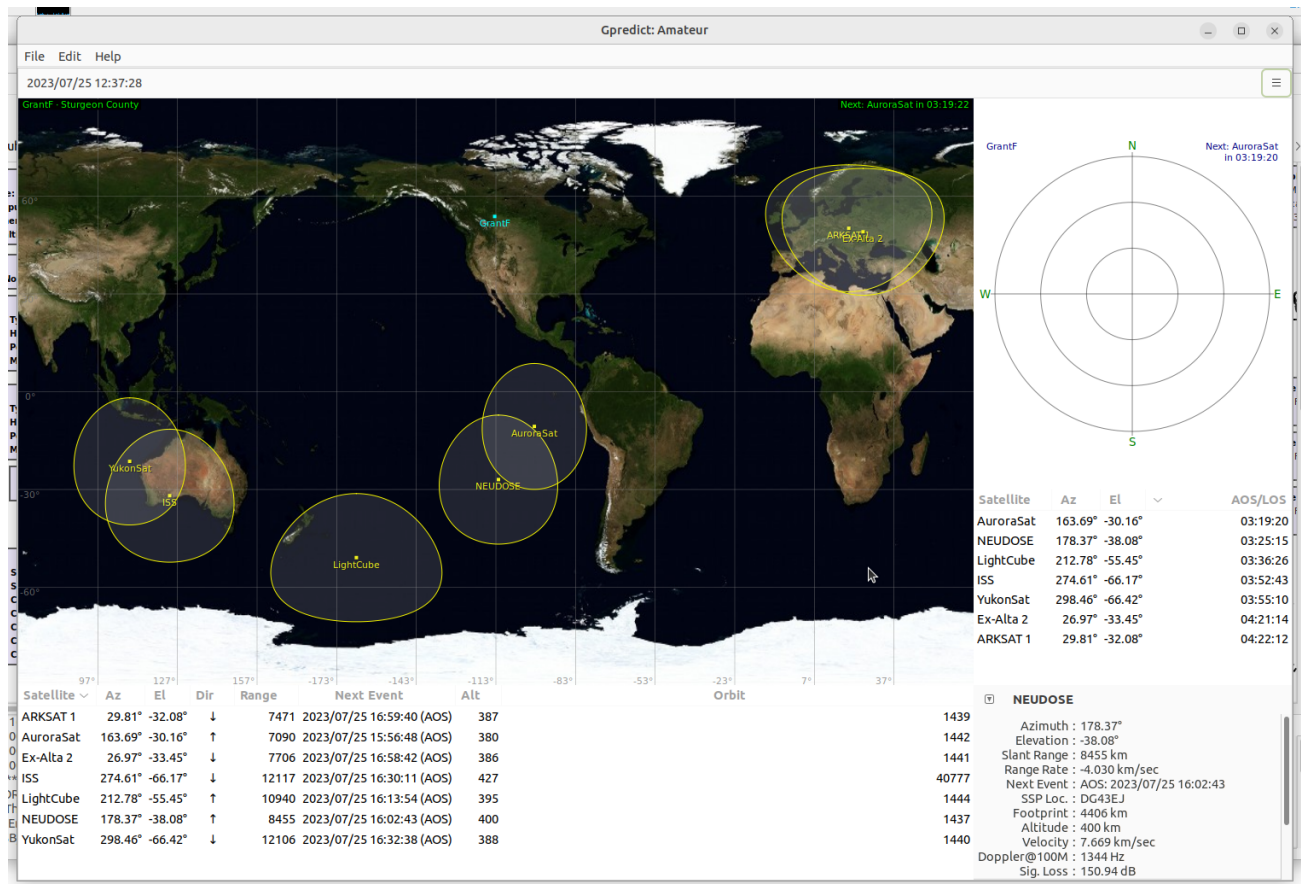 Gpredict: Amateur
File Edit Help
2023/07/25 12:37:28
GrantF - Sturgeon County
Next: AuroraSat in 03:19:22
60°
GrantF
ARKSAT 1
Ex-Alta 2
0°
AuroraSat
YukonSat
NEUDOSE
-30°
ISS
LightCube
-60°
97° 127° 157° -173° -143° -113° -83° -53° -23° 7° 37°
GrantF
N
Next: AuroraSat
in 03:19:20
W
E
S
Satellite Az El AOS/LOS
AuroraSat 163.69° -30.16° 03:19:20
NEUDOSE 178.37° -38.08° 03:25:15
LightCube 212.78° -55.45° 03:36:26
ISS 274.61° -66.17° 03:52:43
YukonSat 298.46° -66.42° 03:55:10
Ex-Alta 2 26.97° -33.45° 04:21:14
ARKSAT 1 29.81° -32.08° 04:22:12
Satellite Az El Dir Range Next Event Alt Orbit
ARKSAT 1 29.81° -32.08° ↓ 7471 2023/07/25 16:59:40 (AOS) 387 1439
AuroraSat 163.69° -30.16° ↑ 7090 2023/07/25 15:56:48 (AOS) 380 1442
Ex-Alta 2 26.97° -33.45° ↓ 7706 2023/07/25 16:58:42 (AOS) 386 1441
ISS 274.61° -66.17° ↓ 12117 2023/07/25 16:30:11 (AOS) 427 40777
LightCube 212.78° -55.45° ↑ 10940 2023/07/25 16:13:54 (AOS) 395 1444
NEUDOSE 178.37° -38.08° ↑ 8455 2023/07/25 16:02:43 (AOS) 400 1437
YukonSat 298.46° -66.42° ↓ 12106 2023/07/25 16:32:38 (AOS) 388 1440
NEUDOSE
Azimuth : 178.37°
Elevation : -38.08°
Slant Range : 8455 km
Range Rate : -4.030 km/sec
Next Event : AOS: 2023/07/25 16:02:43
SSP Loc. : DG43EJ
Footprint : 4406 km
Altitude : 400 km
Velocity : 7.669 km/sec
Doppler@100M : 1344 Hz
Sig. Loss : 150.94 dB